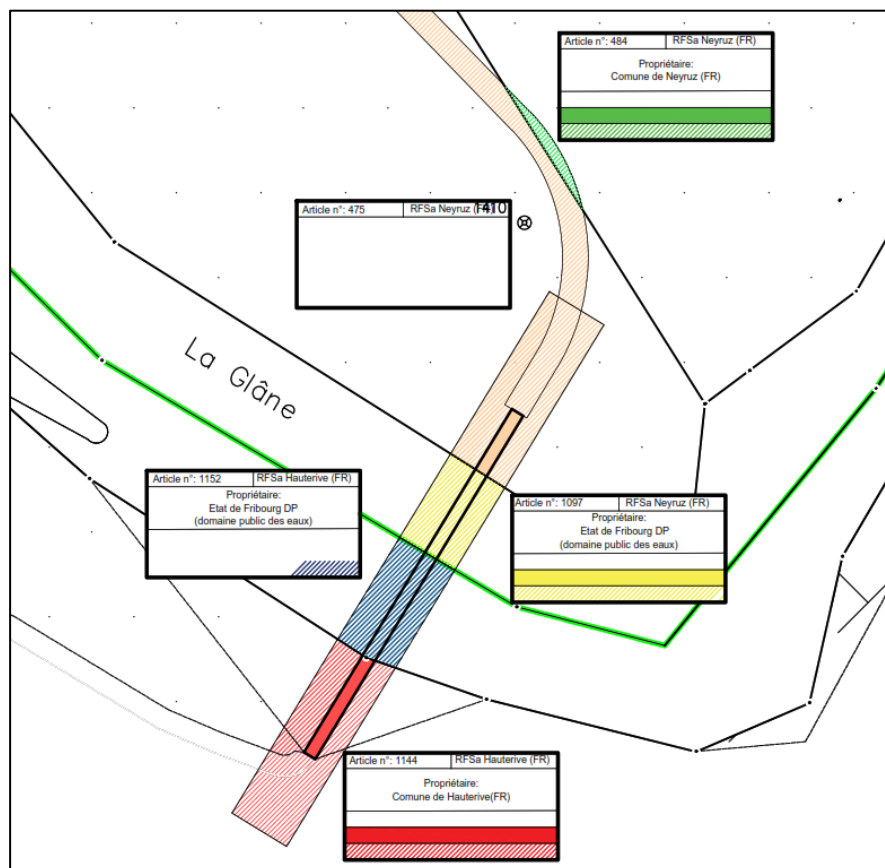 Article n°: 484 RFSa Neyruz (FR)
Propriétaire:
Comune de Neyruz (FR)
Article n°: 475 RFSa Neyruz (FR)
1410
La Glâne
Article n°: 1152 RFSa Hauterive (FR)
Propriétaire:
Etat de Fribourg DP
(domaine public des eaux)
Article n°: 1097 RFSa Neyruz (FR)
Propriétaire:
Etat de Fribourg DP
(domaine public des eaux)
Article n°: 1144 RFSa Hauterive (FR)
Propriétaire:
Comune de Hauterive(FR)